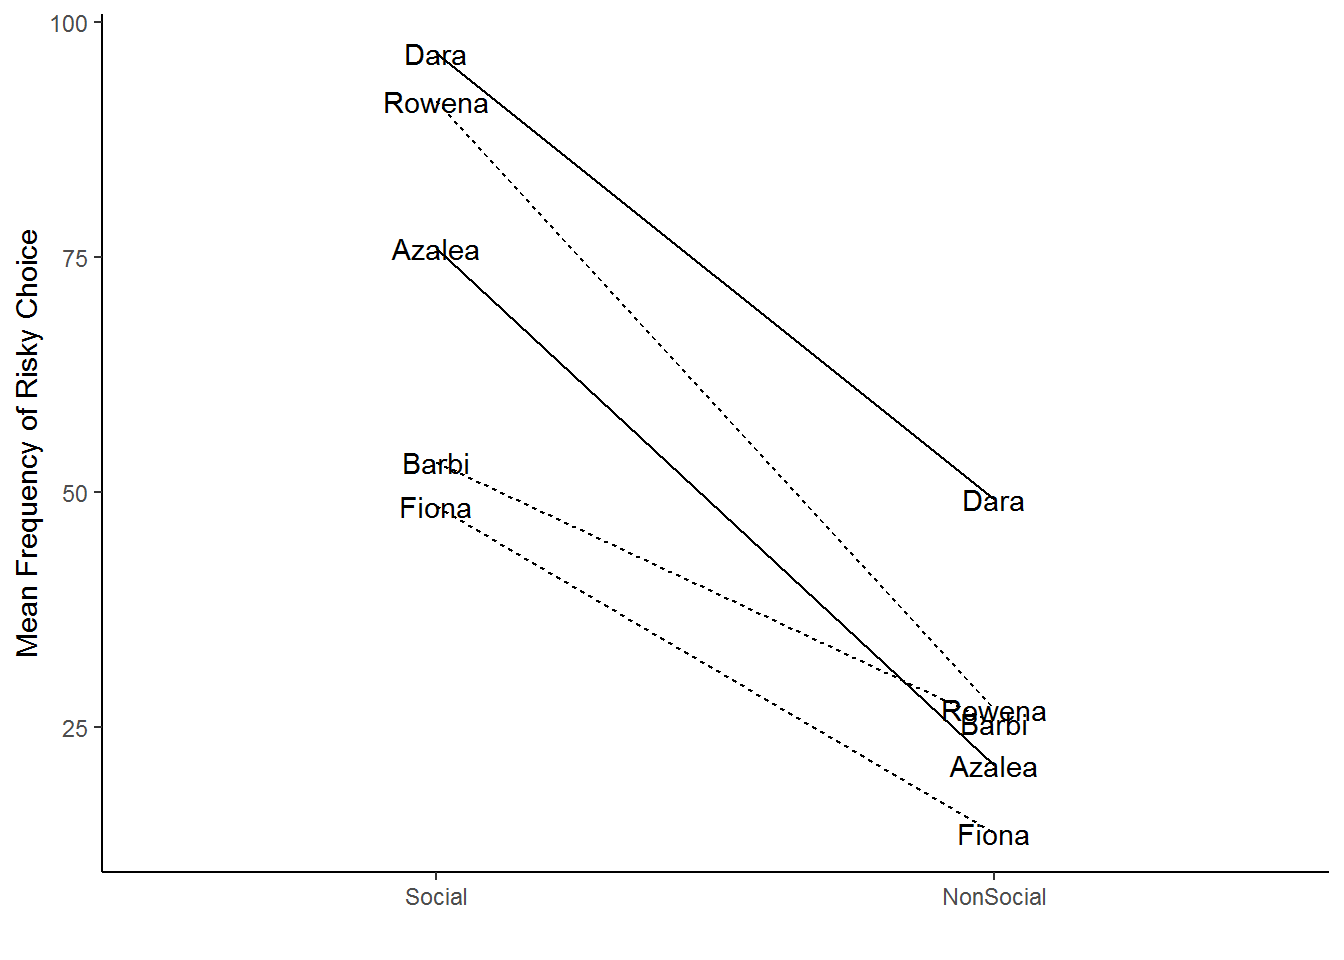 100
75
50
25
Mean Frequency of Risky Choice
Dara
Rowena
Azalea
Barbi
Fiona
Dara
Rowena
Barbi
Azalea
Fiona
Social NonSocial